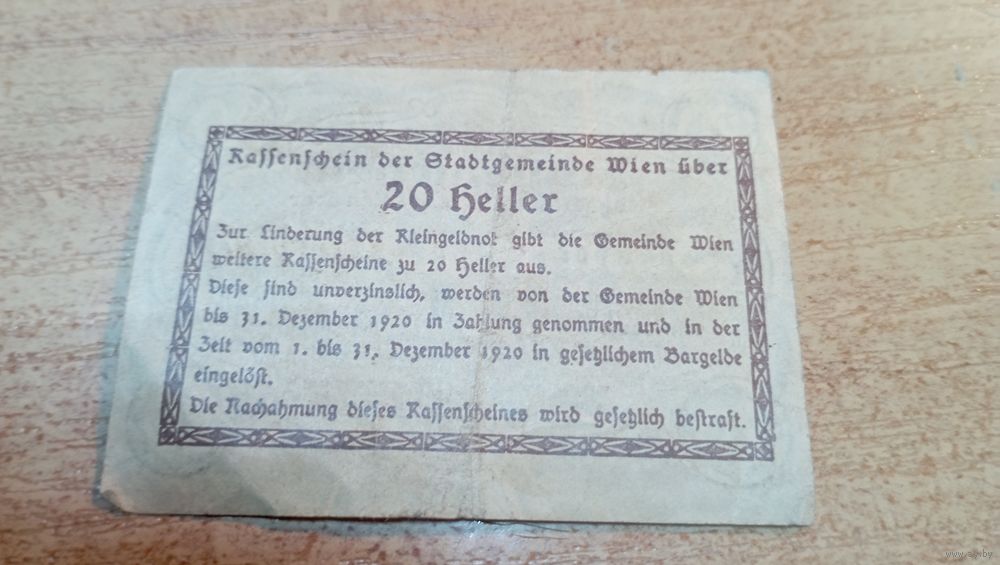 Kassenschein der Stadtgemeinde Wien über
20 Heller
Zur Linderung der Kleingeldnot gibt die Gemeinde Wien
weitere Kassenscheine zu 20 Heller aus.
Diese sind unverzinslich, werden von der Gemeinde Wien
bis 31. Dezember 1920 in Zahlung genommen und in der
Zeit vom 1. bis 31. Dezember 1920 in gesetzlichem Bargelde
eingelöst.
Die Nachahmung dieses Kassenscheines wird gesetzlich bestraft.